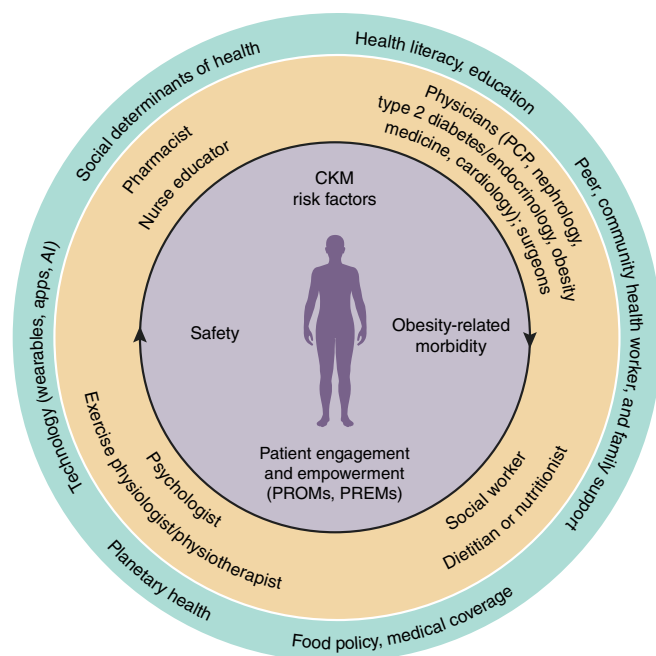 Social determinants of health
Health literacy, education
Peer, community health worker, and family support
Food policy, medical coverage
Planetary health
Technology (wearables, apps, AI)
Pharmacist
Nurse educator
Physicians (PCP, nephrology,
type 2 diabetes/endocrinology, obesity
medicine, cardiology); surgeons
Social worker
Dietitian or nutritionist
Psychologist
Exercise physiologist/physiotherapist
CKM
risk factors
Safety
Obesity-related
morbidity
Patient engagement
and empowerment
(PROMs, PREMs)